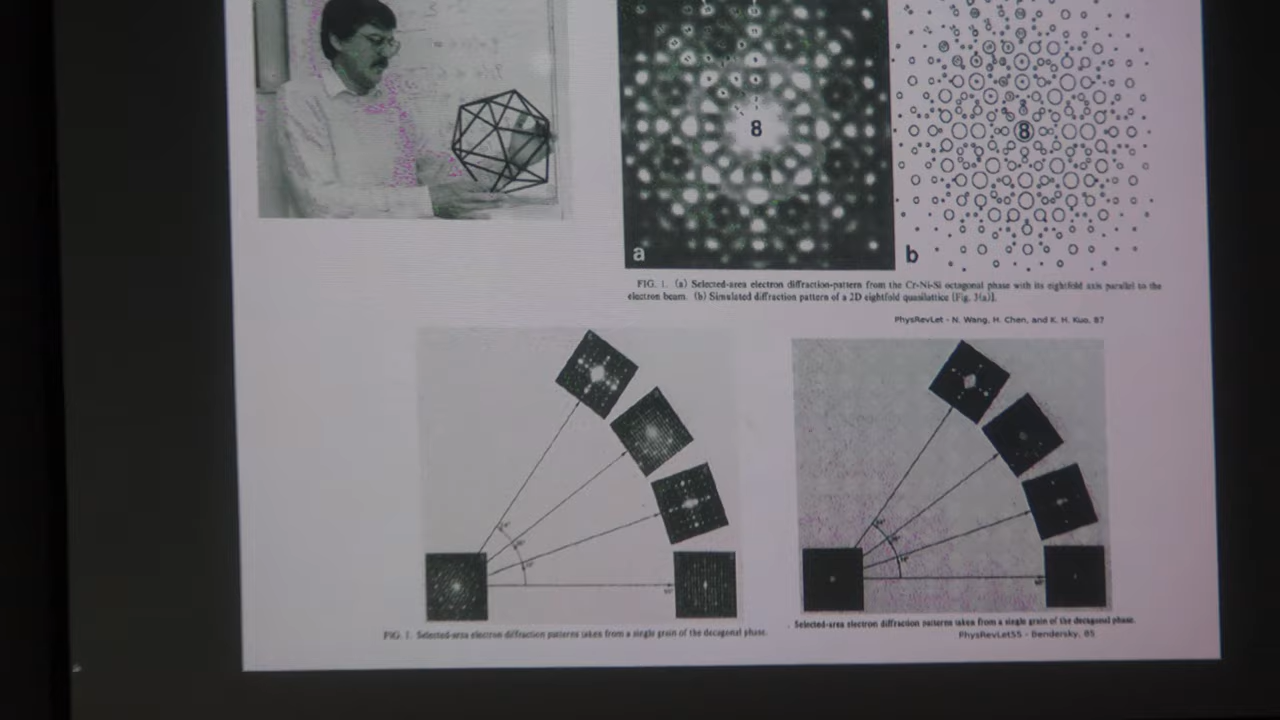 8
8
a
b
FIG. 1. (a) Selected-area electron diffraction-pattern from the Cr-Ni-Si octagonal phase with its eightfold axis parallel to the
electron beam. (b) Simulated diffraction pattern of a 2D eightfold quasilattice [Fig. 3(a)].
PhysRevLet - N. Wang, H. Chen, and K. H. Kuo, 87
FIG. 1. Selected-area electron diffraction patterns taken from a single grain of the decagonal phase.
. Selected-area electron diffraction patterns taken from a single grain of the decagonal phase.
PhysRevLet55 - Bendersky, 85